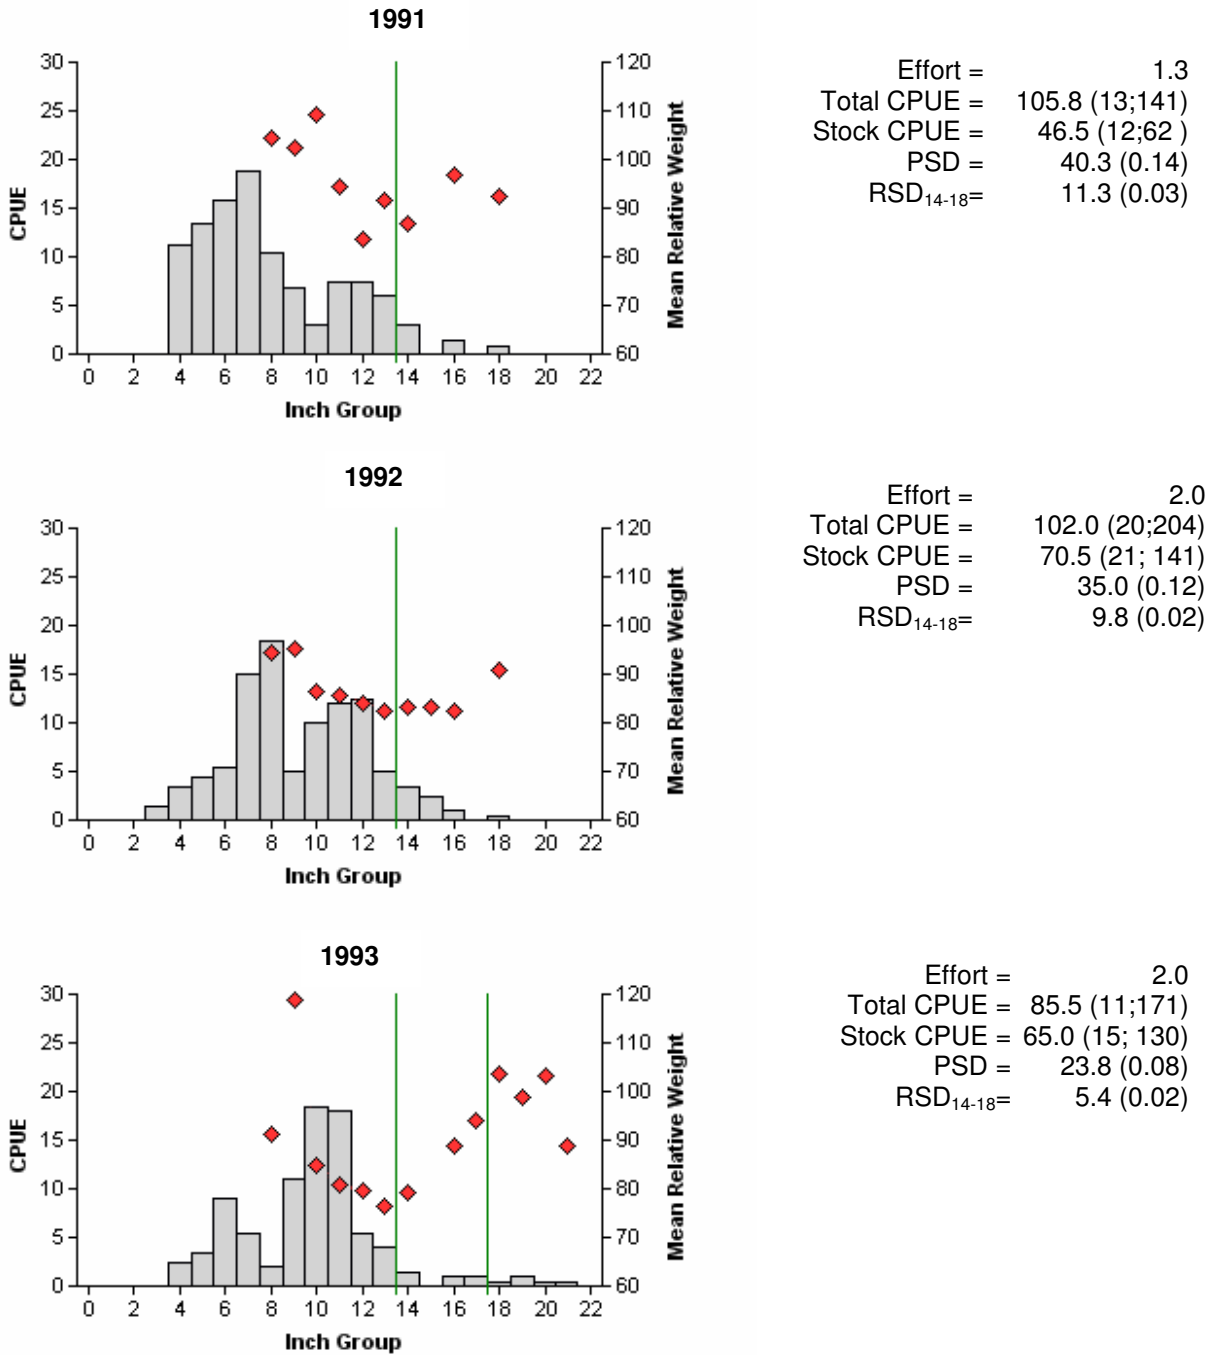 1991
30
25
20
15
10
5
0
CPUE
120
110
100
90
80
70
60
Mean Relative Weight
0 2 4 6 8 10 12 14 16 18 20 22
Inch Group
Effort = 1.3
Total CPUE = 105.8 (13;141)
Stock CPUE = 46.5 (12;62 )
PSD = 40.3 (0.14)
RSD14-18= 11.3 (0.03)
1992
30
25
20
15
10
5
0
CPUE
120
110
100
90
80
70
60
Mean Relative Weight
0 2 4 6 8 10 12 14 16 18 20 22
Inch Group
Effort = 2.0
Total CPUE = 102.0 (20;204)
Stock CPUE = 70.5 (21; 141)
PSD = 35.0 (0.12)
RSD14-18= 9.8 (0.02)
1993
30
25
20
15
10
5
0
CPUE
120
110
100
90
80
70
60
Mean Relative Weight
0 2 4 6 8 10 12 14 16 18 20 22
Inch Group
Effort = 2.0
Total CPUE = 85.5 (11;171)
Stock CPUE = 65.0 (15; 130)
PSD = 23.8 (0.08)
RSD14-18= 5.4 (0.02)